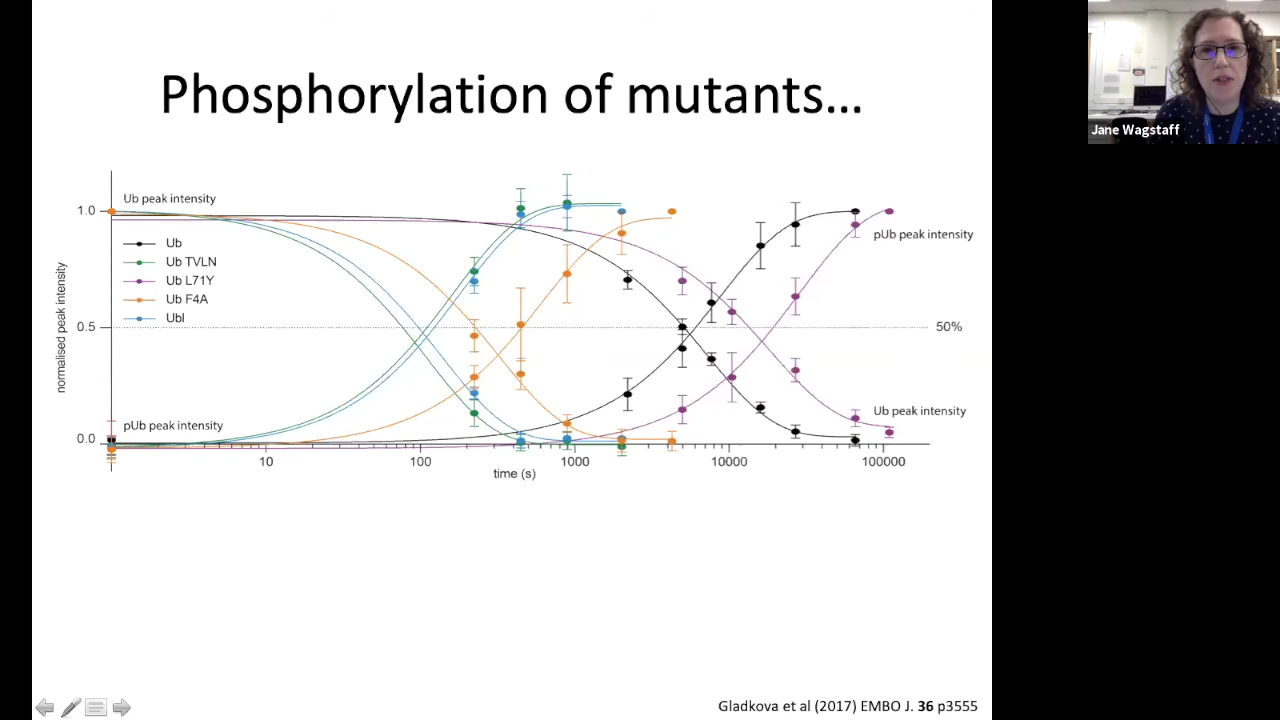 Phosphorylation of mutants...
Jane Wagstaff
Ub peak intensity
1.0
pUb peak intensity
Ub
Ub TVLN
Ub L71Y
Ub F4A
UbI
normalised peak intensity
0.5
50%
Ub peak intensity
pUb peak intensity
0.0
10
100
1000
10000
100000
time (s)
Gladkova et al (2017) EMBO J. 36 p3555